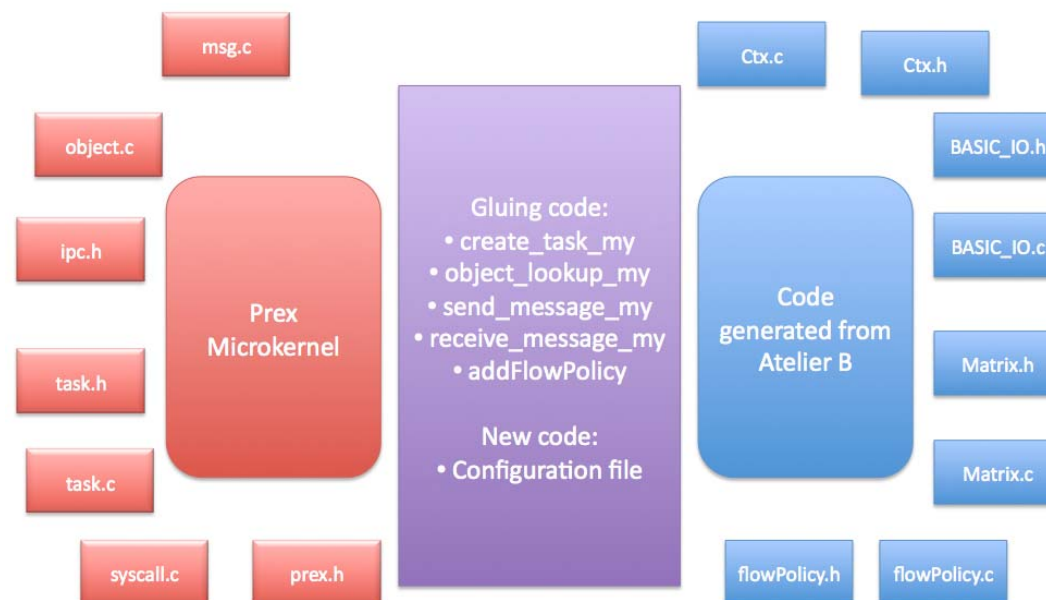 msg.c
object.c
ipc.h
task.h
task.c
syscall.c
prex.h
Prex
Microkernel
Gluing code:
• create_task_my
• object_lookup_my
• send_message_my
• receive_message_my
• addFlowPolicy
New code:
• Configuration file
Code
generated from
Atelier B
Ctx.c
Ctx.h
BASIC_IO.h
BASIC_IO.c
Matrix.h
Matrix.c
flowPolicy.h
flowPolicy.c